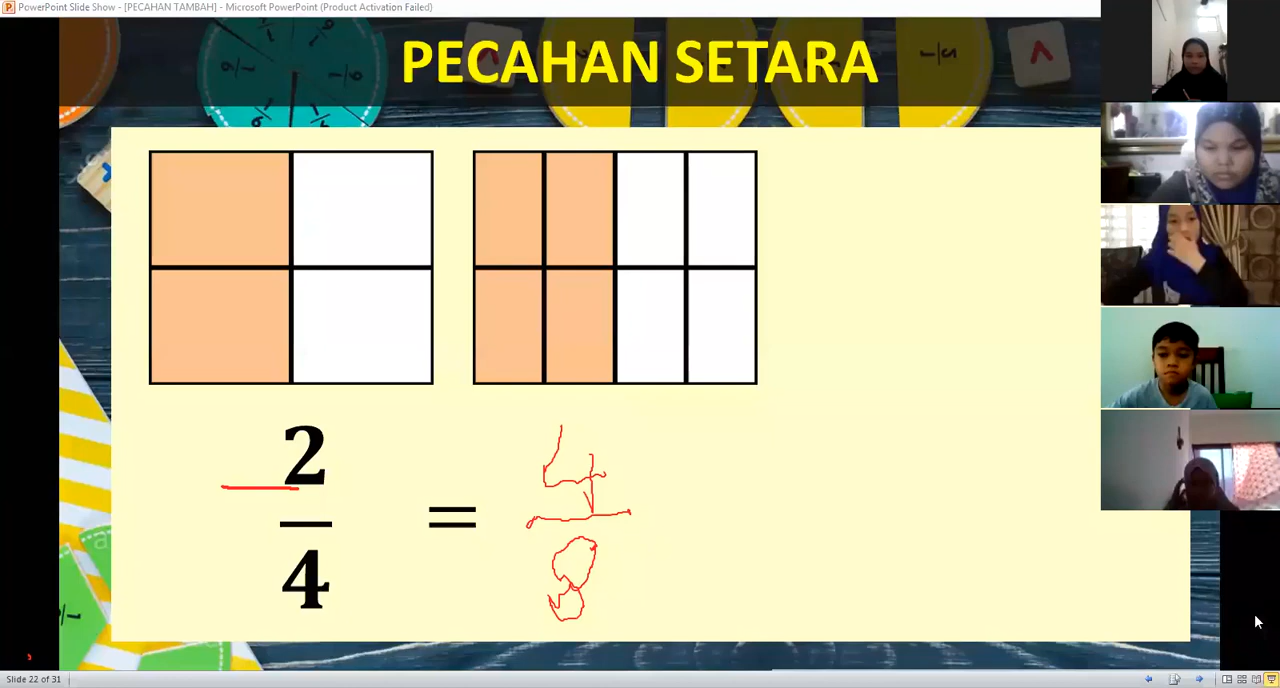 PowerPoint Slide Show - [PECAHAN TAMBAH] - Microsoft PowerPoint (Product Activation Failed)
PECAHAN SETARA
2
4
=
4
8
Slide 22 of 31